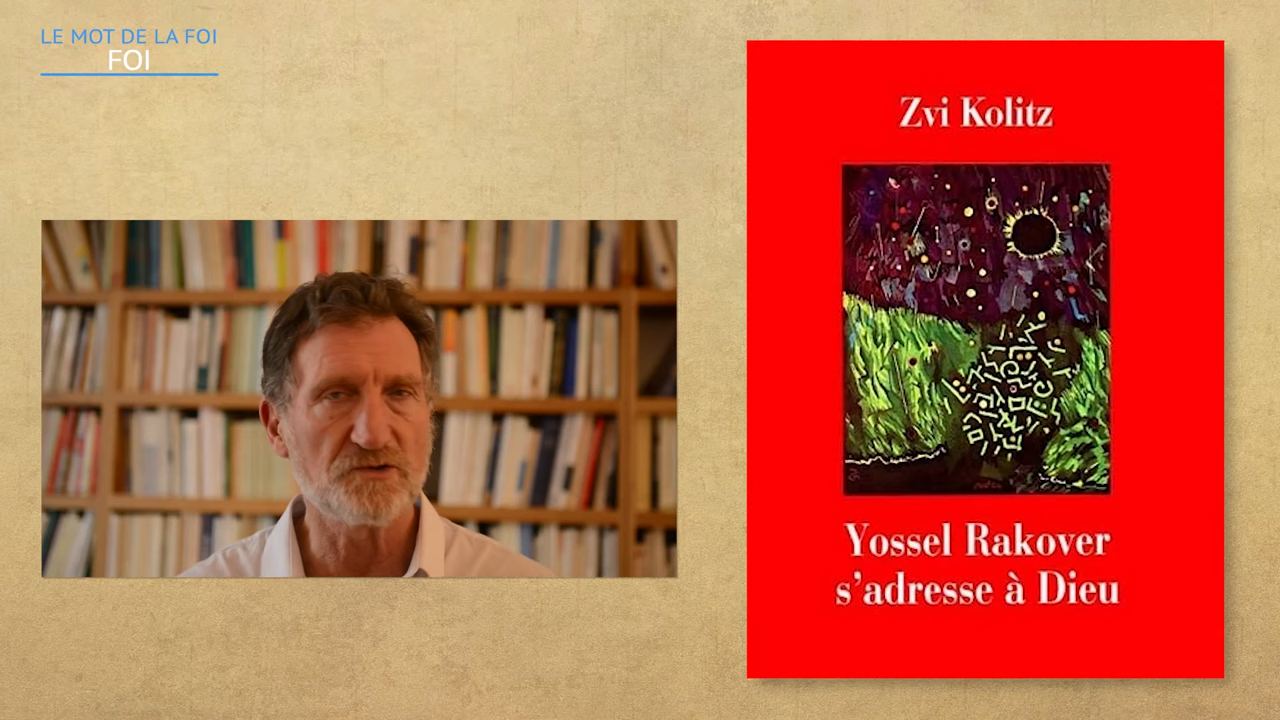 LE MOT DE LA FOI
FOI
Zvi Kolitz
Yossel Rakover
s'adresse à Dieu